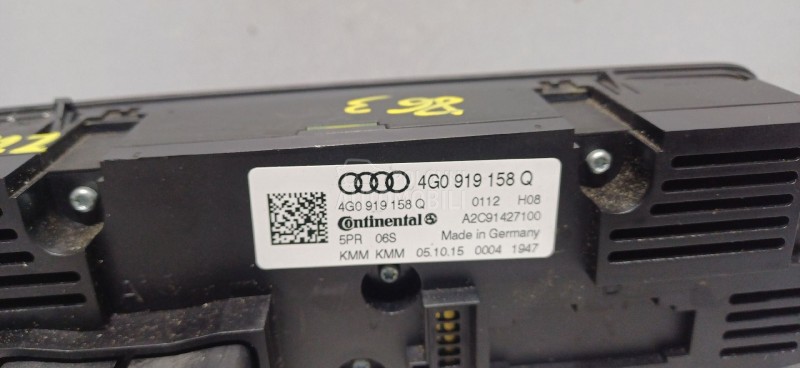 4G0 919 158 Q
4G0 919 158 Q 0112 H08
Continental A2C91427100
5PR 06S Made in Germany
KMM KMM 05.10.15 0004 1947